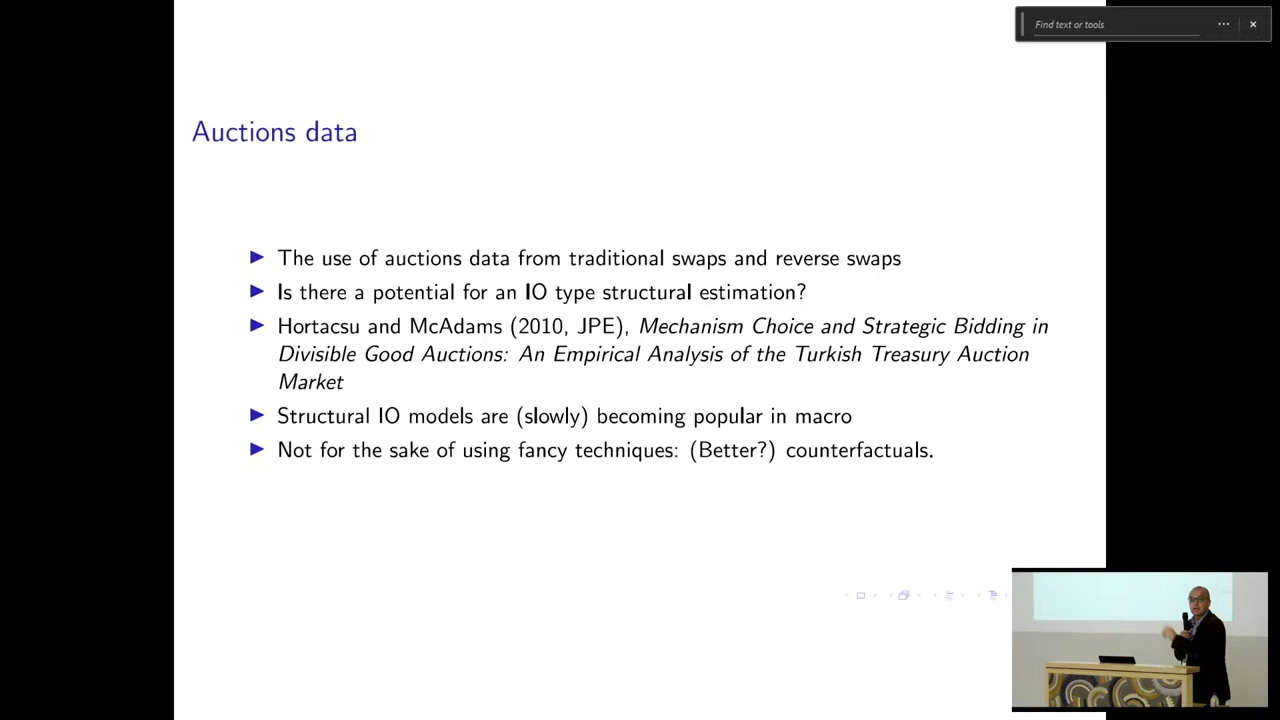 Find text or tools
Auctions data
The use of auctions data from traditional swaps and reverse swaps
Is there a potential for an IO type structural estimation?
Hortacsu and McAdams (2010, JPE), Mechanism Choice and Strategic Bidding in
Divisible Good Auctions: An Empirical Analysis of the Turkish Treasury Auction
Market
Structural IO models are (slowly) becoming popular in macro
Not for the sake of using fancy techniques: (Better?) counterfactuals.